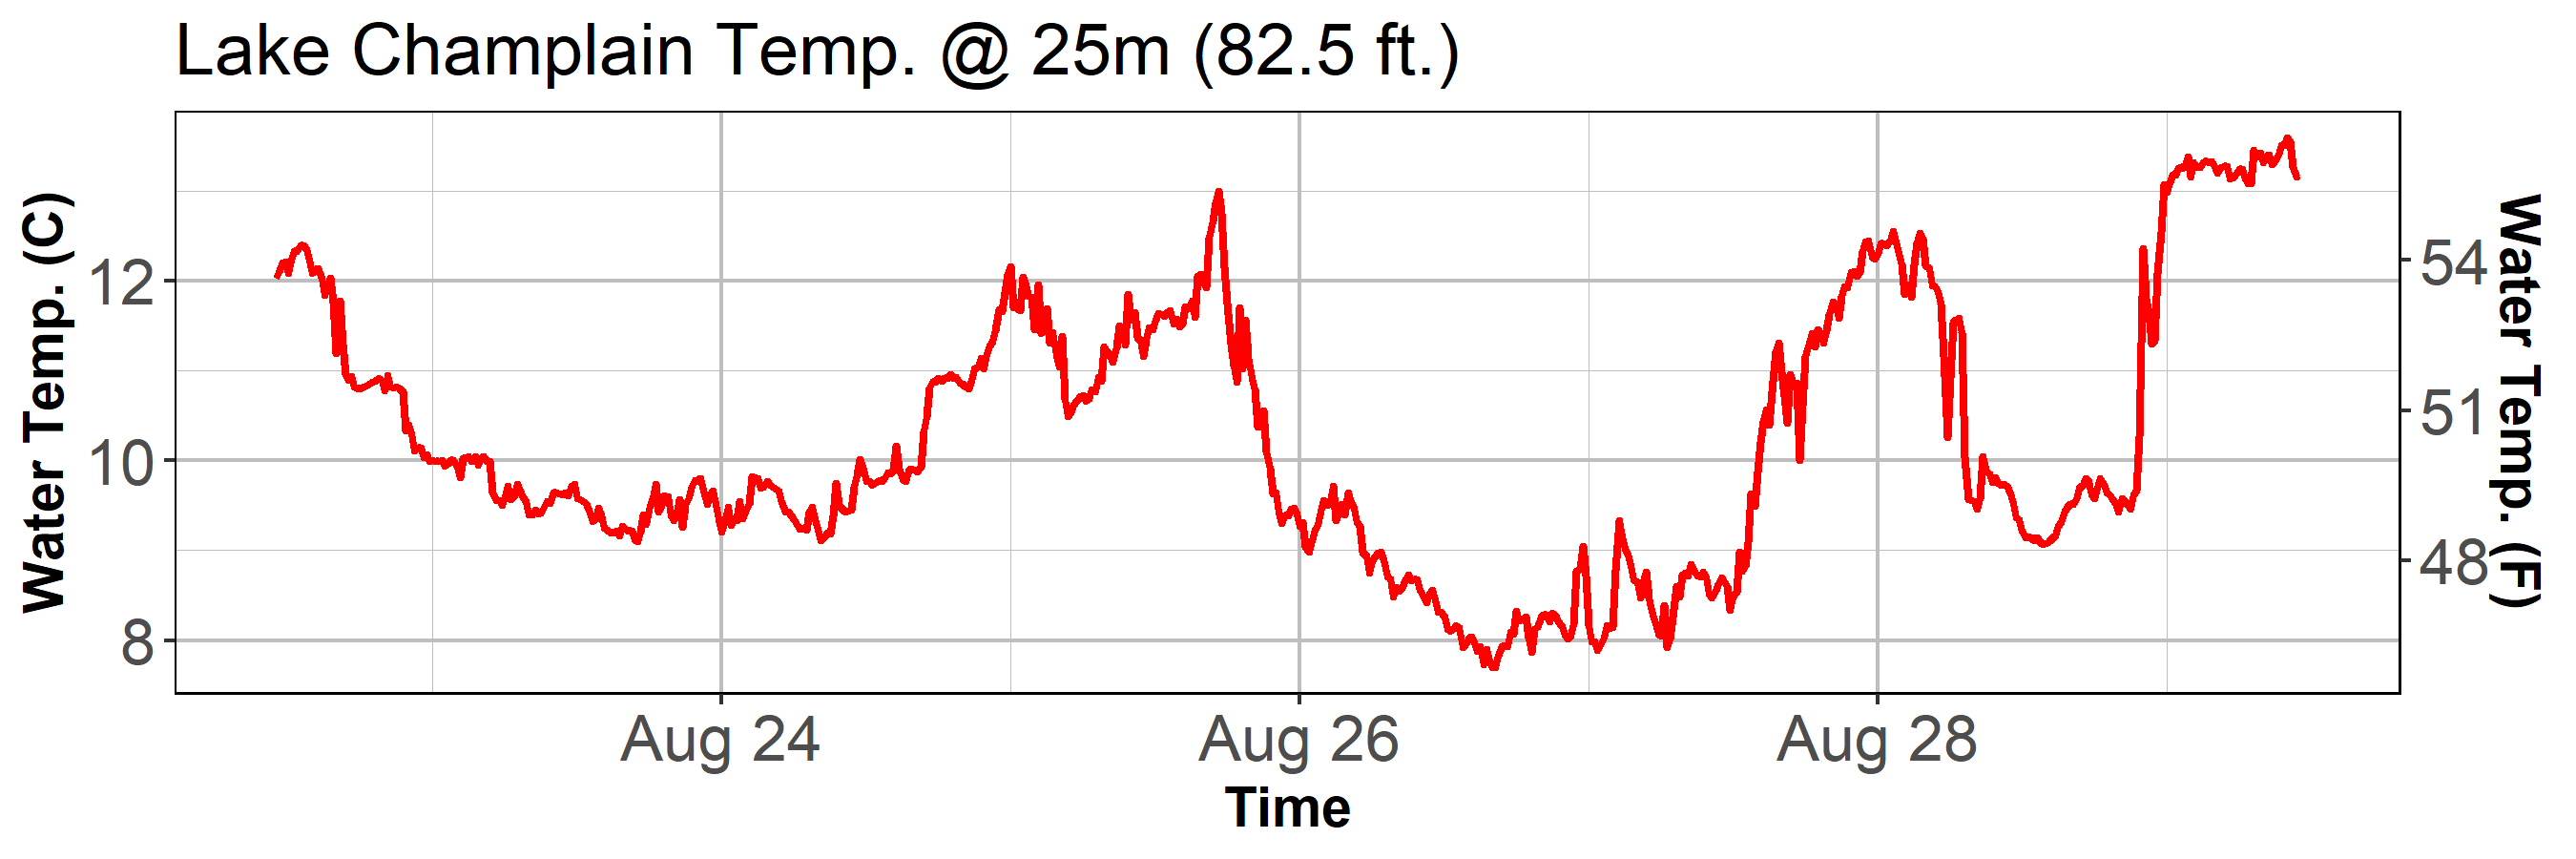 Lake Champlain Temp. @ 25m (82.5 ft.)
Water Temp. (C)
12
10
8
54
51
48
Water Temp. (F)
Aug 24 Aug 26 Aug 28
Time